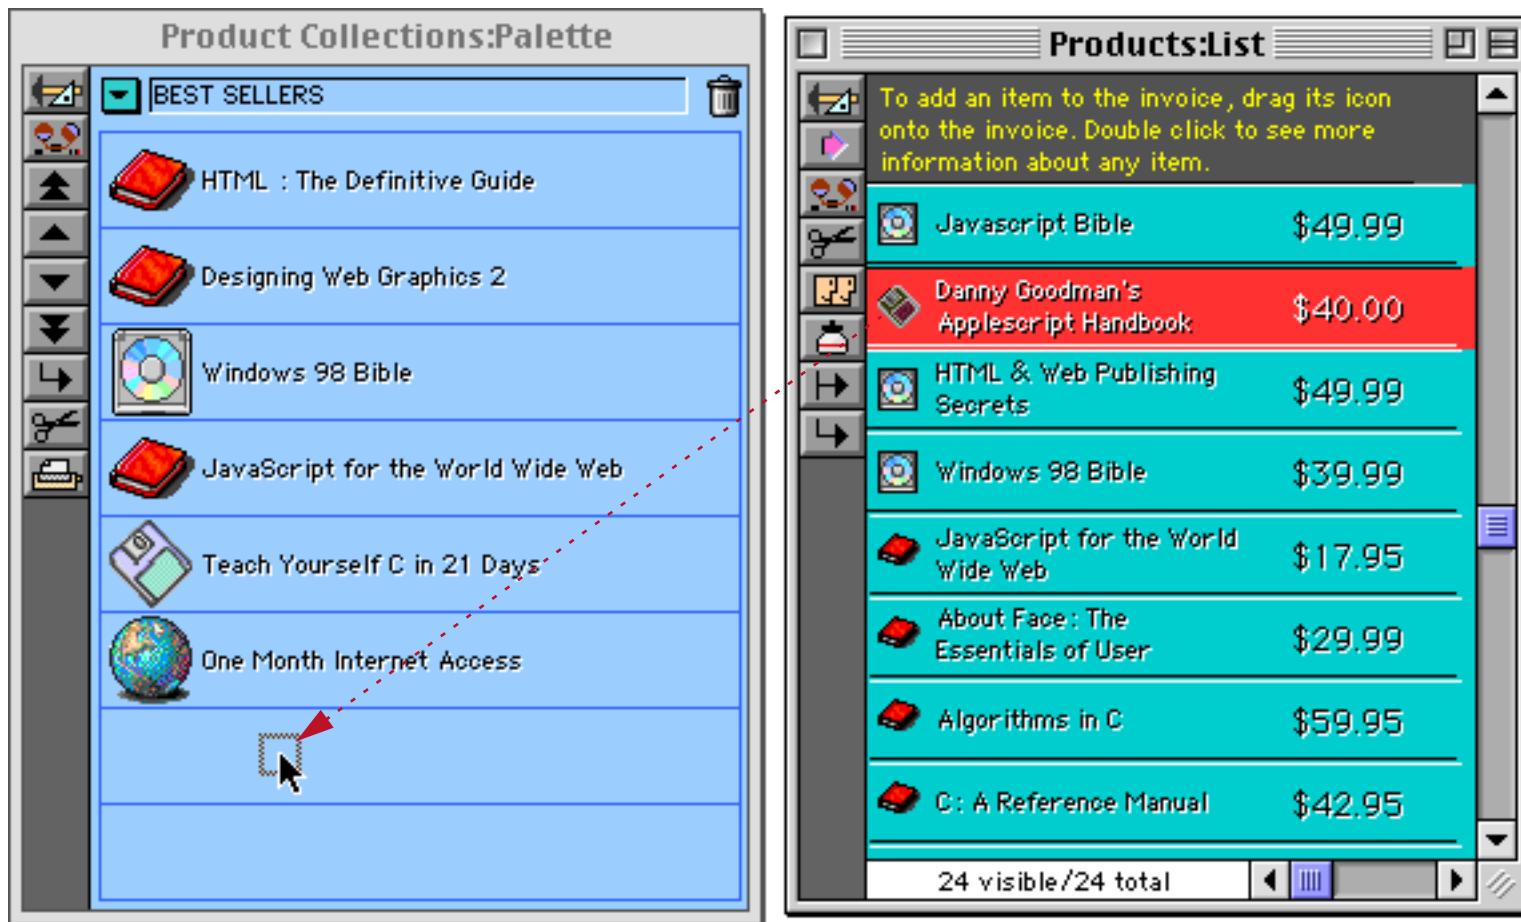 Product Collections:Palette
BEST SELLERS
HTML : The Definitive Guide
Designing Web Graphics 2
Windows 98 Bible
JavaScript for the World Wide Web
Teach Yourself C in 21 Days
One Month Internet Access
Products:List
To add an item to the invoice, drag its icon
onto the invoice. Double click to see more
information about any item.
Javascript Bible $49.99
Danny Goodman's
Applescript Handbook $40.00
HTML & Web Publishing
Secrets $49.99
Windows 98 Bible $39.99
JavaScript for the World
Wide Web $17.95
About Face: The
Essentials of User $29.99
Algorithms in C $59.95
C: A Reference Manual $42.95
24 visible/24 total